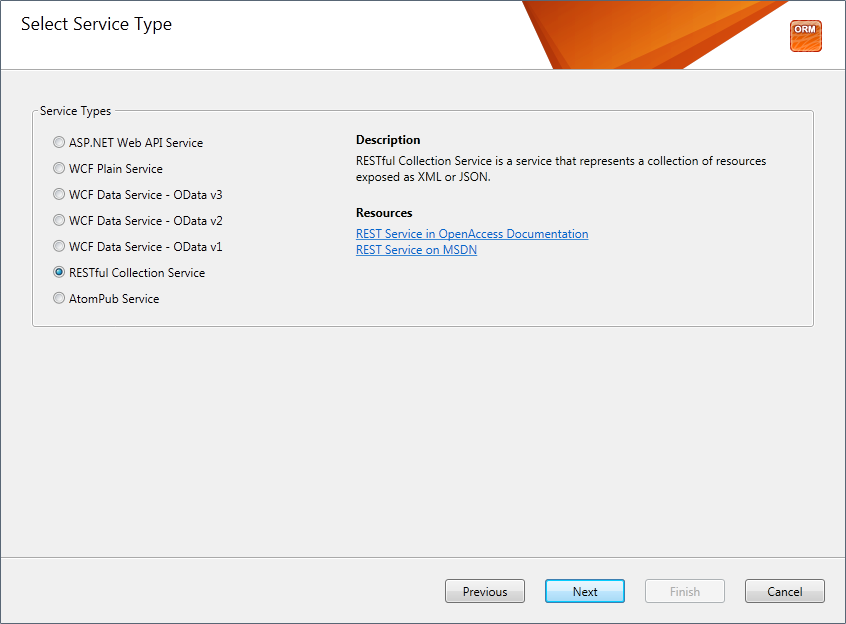 Select Service Type
ORM
Service Types
ASP.NET Web API Service
WCF Plain Service
WCF Data Service - OData v3
WCF Data Service - OData v2
WCF Data Service - OData v1
RESTful Collection Service
AtomPub Service
Description
RESTful Collection Service is a service that represents a collection of resources
exposed as XML or JSON.
Resources
REST Service in OpenAccess Documentation
REST Service on MSDN
Previous
Next
Finish
Cancel